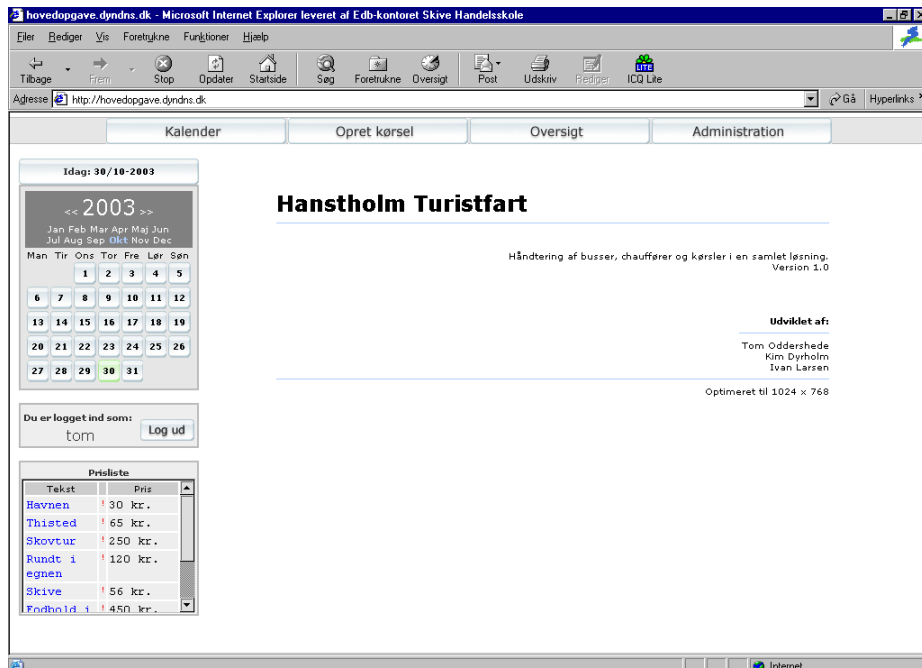 hovedopgave.dyndns.dk - Microsoft Internet Explorer leveret af Edb-kontoret Skive Handelsskole
Filer Rediger Vis Foretrukne Funktioner Hjælp
Tilbage Frem Stop Opdater Startside Søg Foretrukne Oversigt Post Udskriv Rediger ICQ Lite
Adresse http://hovedopgave.dyndns.dk Gå Hyperlinks
Kalender Opret kørsel Oversigt Administration
Idag: 30/10-2003
<< 2003 >>
Jan Feb Mar Apr Maj Jun
Jul Aug Sep Okt Nov Dec
Man Tir Ons Tor Fre Lør Søn
1 2 3 4 5
6 7 8 9 10 11 12
13 14 15 16 17 18 19
20 21 22 23 24 25 26
27 28 29 30 31
Du er logget ind som:
tom
Log ud
Prisliste
Tekst Pris
Havnen ! 30 kr.
Thisted ! 65 kr.
Skovtur ! 250 kr.
Rundt i ! 120 kr.
egnen
Skive ! 56 kr.
Fodbold i ! 450 kr.
Hanstholm Turistfart
Håndtering af busser, chauffører og kørsler i en samlet løsning.
Version 1.0
Udviklet af:
Tom Oddershede
Kim Dyrholm
Ivan Larsen
Optimeret til 1024 x 768
Internet